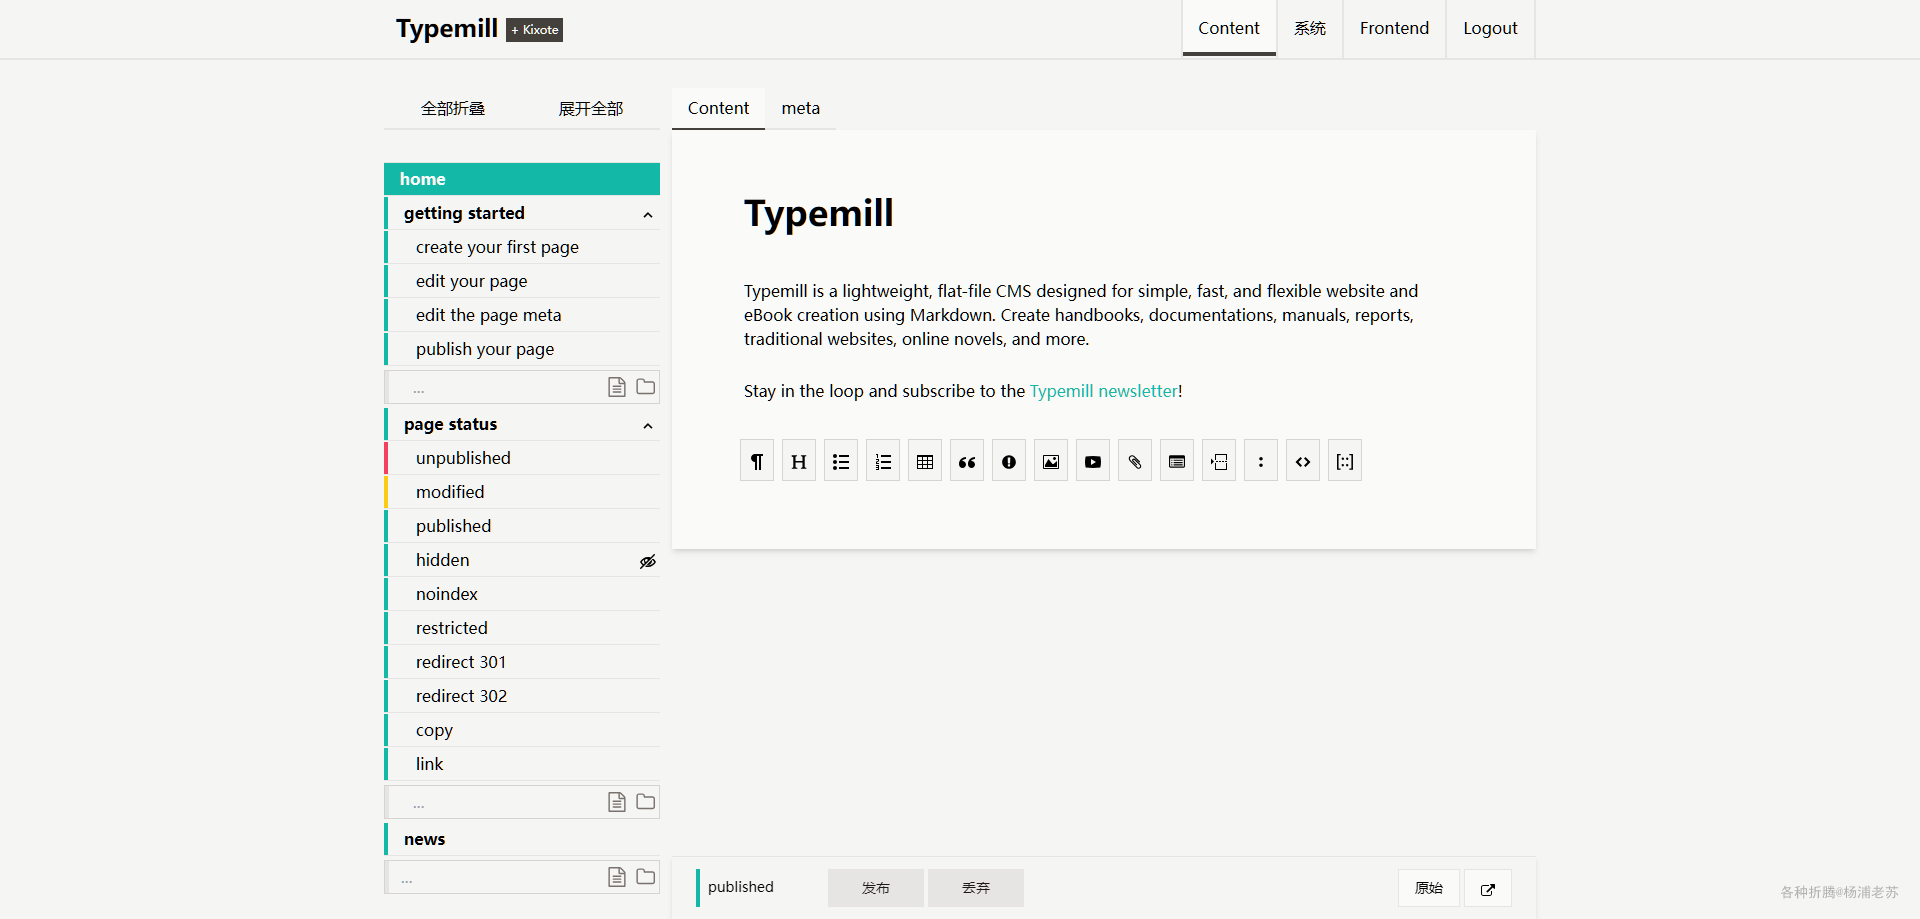 Typemill + Kixote
Content 系统 Frontend Logout
全部折叠 展开全部
home
getting started
create your first page
edit your page
edit the page meta
publish your page
...
page status
unpublished
modified
published
hidden
noindex
restricted
redirect 301
redirect 302
copy
link
...
news
...
Content meta
Typemill
Typemill is a lightweight, flat-file CMS designed for simple, fast, and flexible website and
eBook creation using Markdown. Create handbooks, documentations, manuals, reports,
traditional websites, online novels, and more.
Stay in the loop and subscribe to the Typemill newsletter!
published 发布 丢弃 原始
各种折腾@杨浦老苏